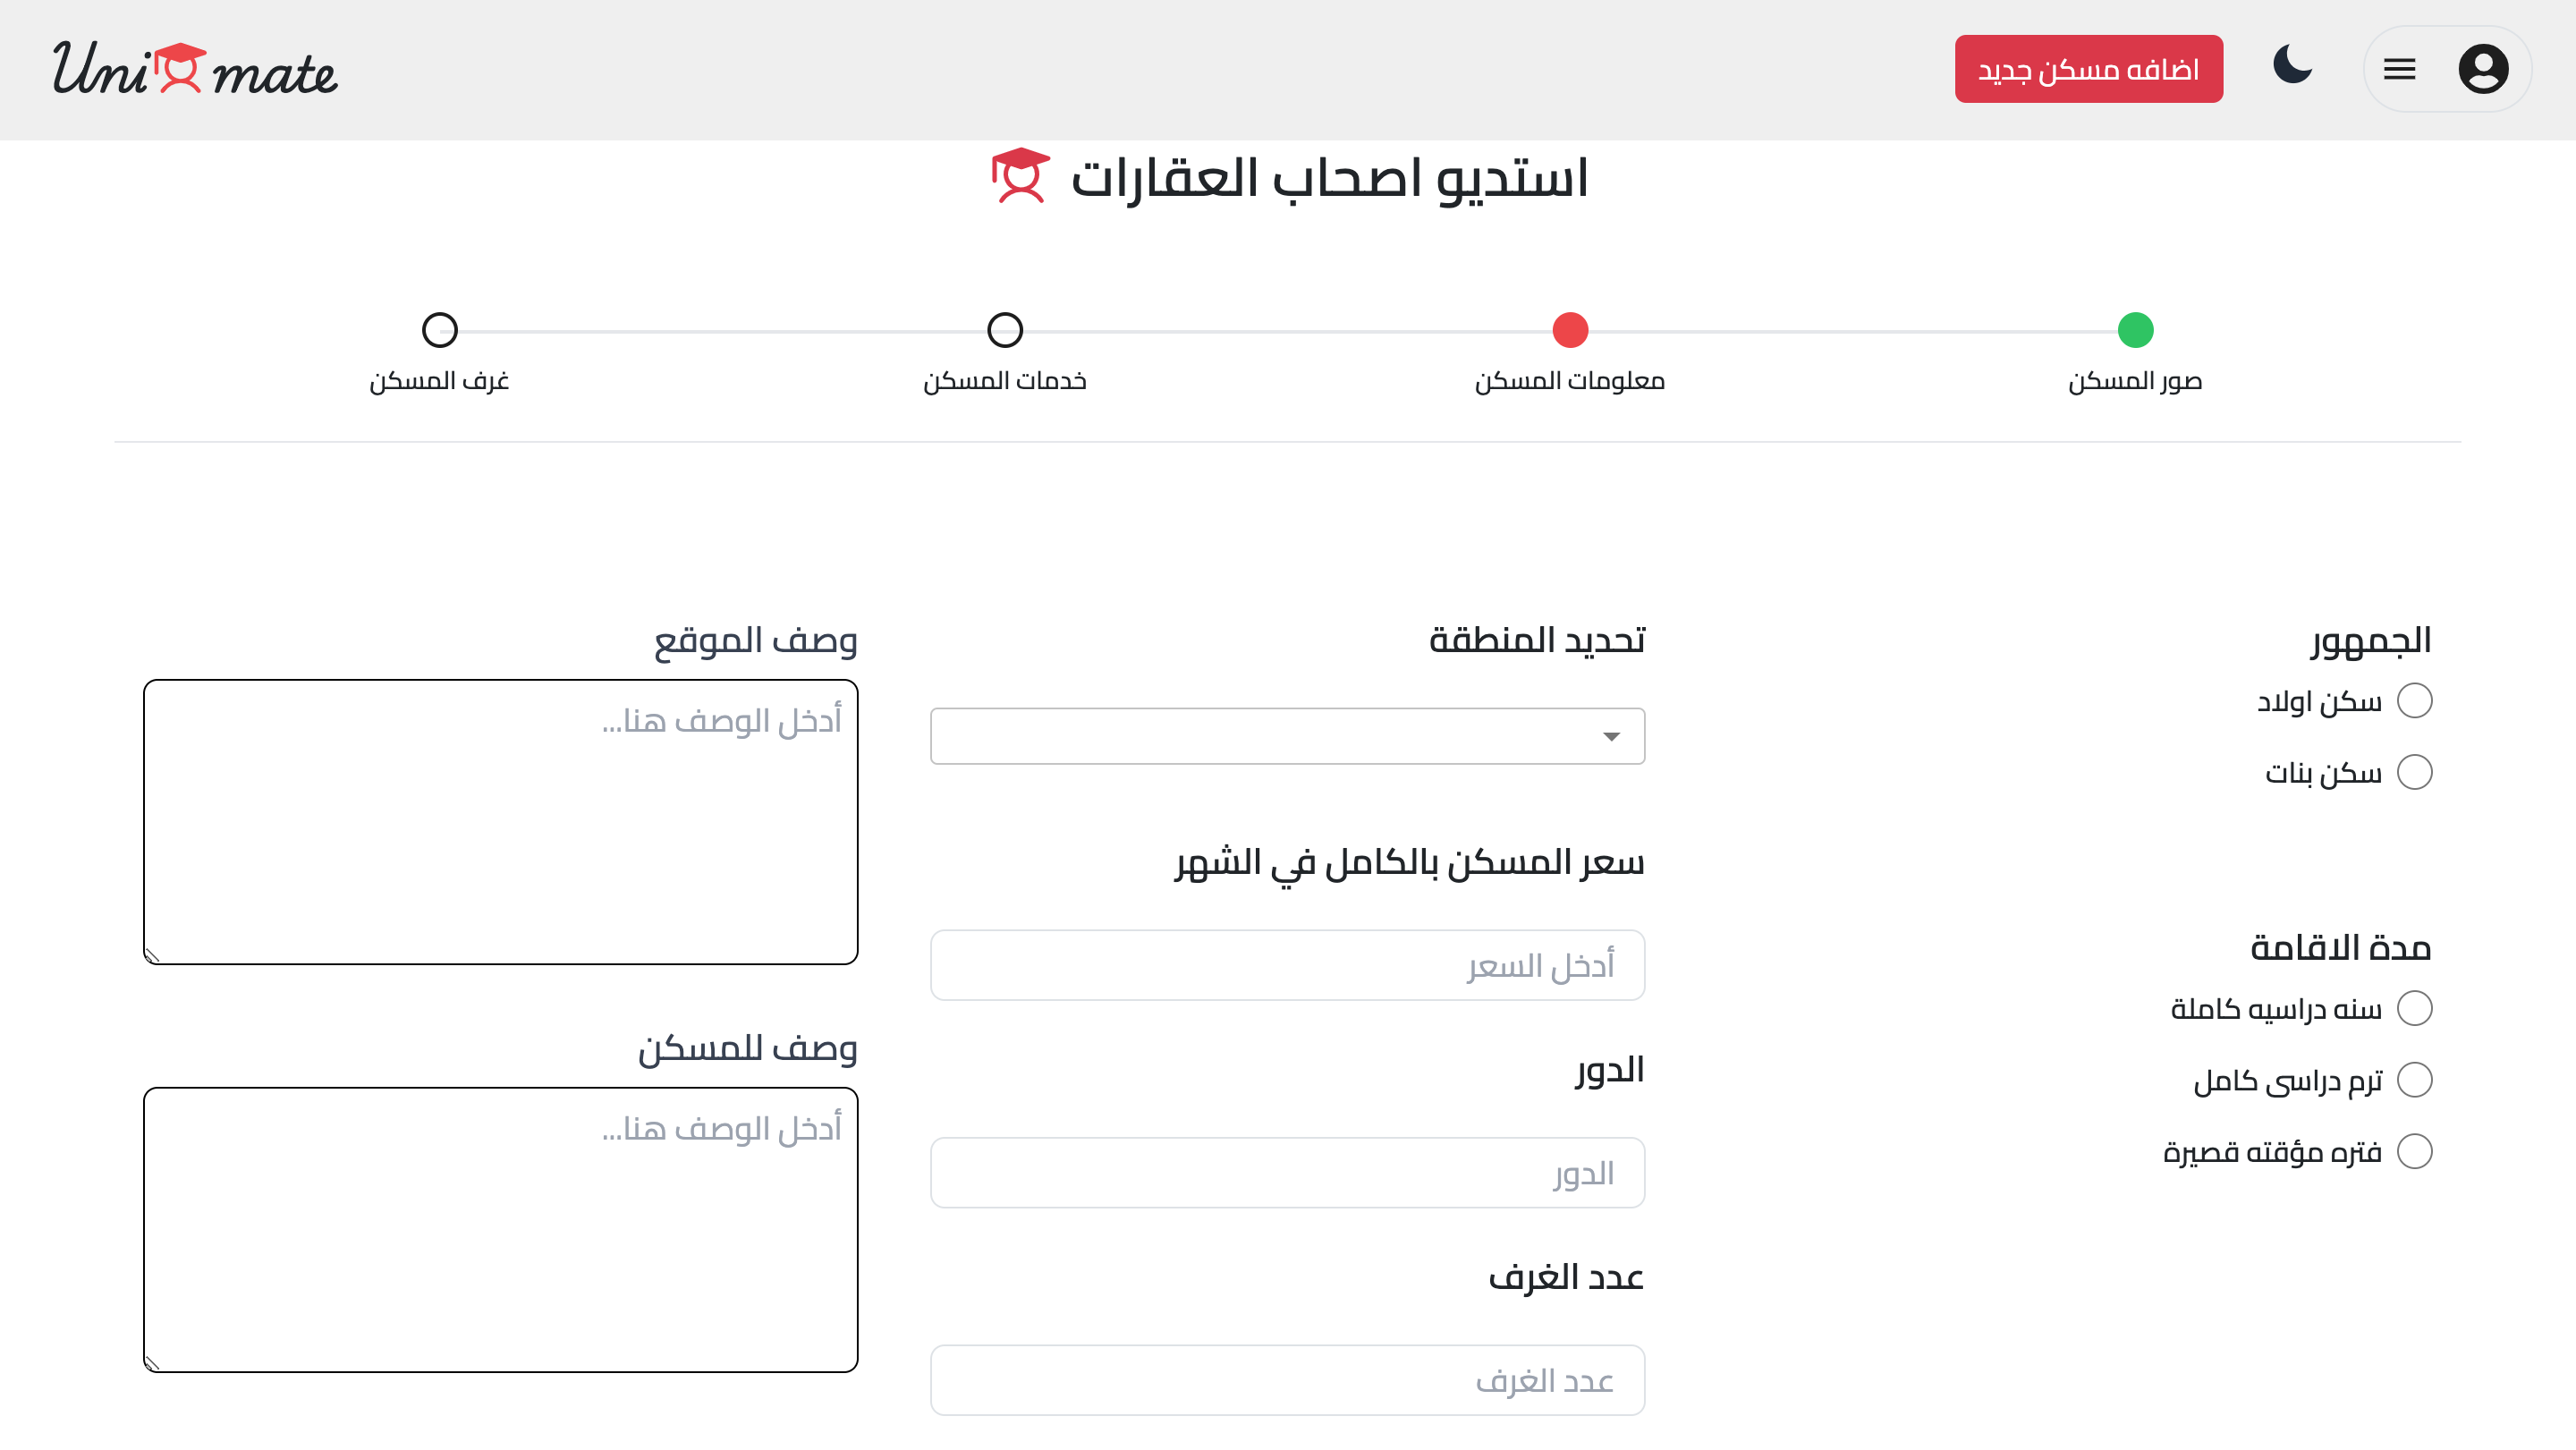 Uni mate
اضافه مسكن جديد
استديو اصحاب العقارات
صور المسكن
معلومات المسكن
خدمات المسكن
غرف المسكن
الجمهور
سكن اولاد
سكن بنات
مدة الاقامة
سنه دراسيه كاملة
ترم دراسى كامل
فتره مؤقته قصيرة
تحديد المنطقة
سعر المسكن بالكامل في الشهر
أدخل السعر
الدور
الدور
عدد الغرف
عدد الغرف
وصف الموقع
أدخل الوصف هنا...
وصف للمسكن
أدخل الوصف هنا...